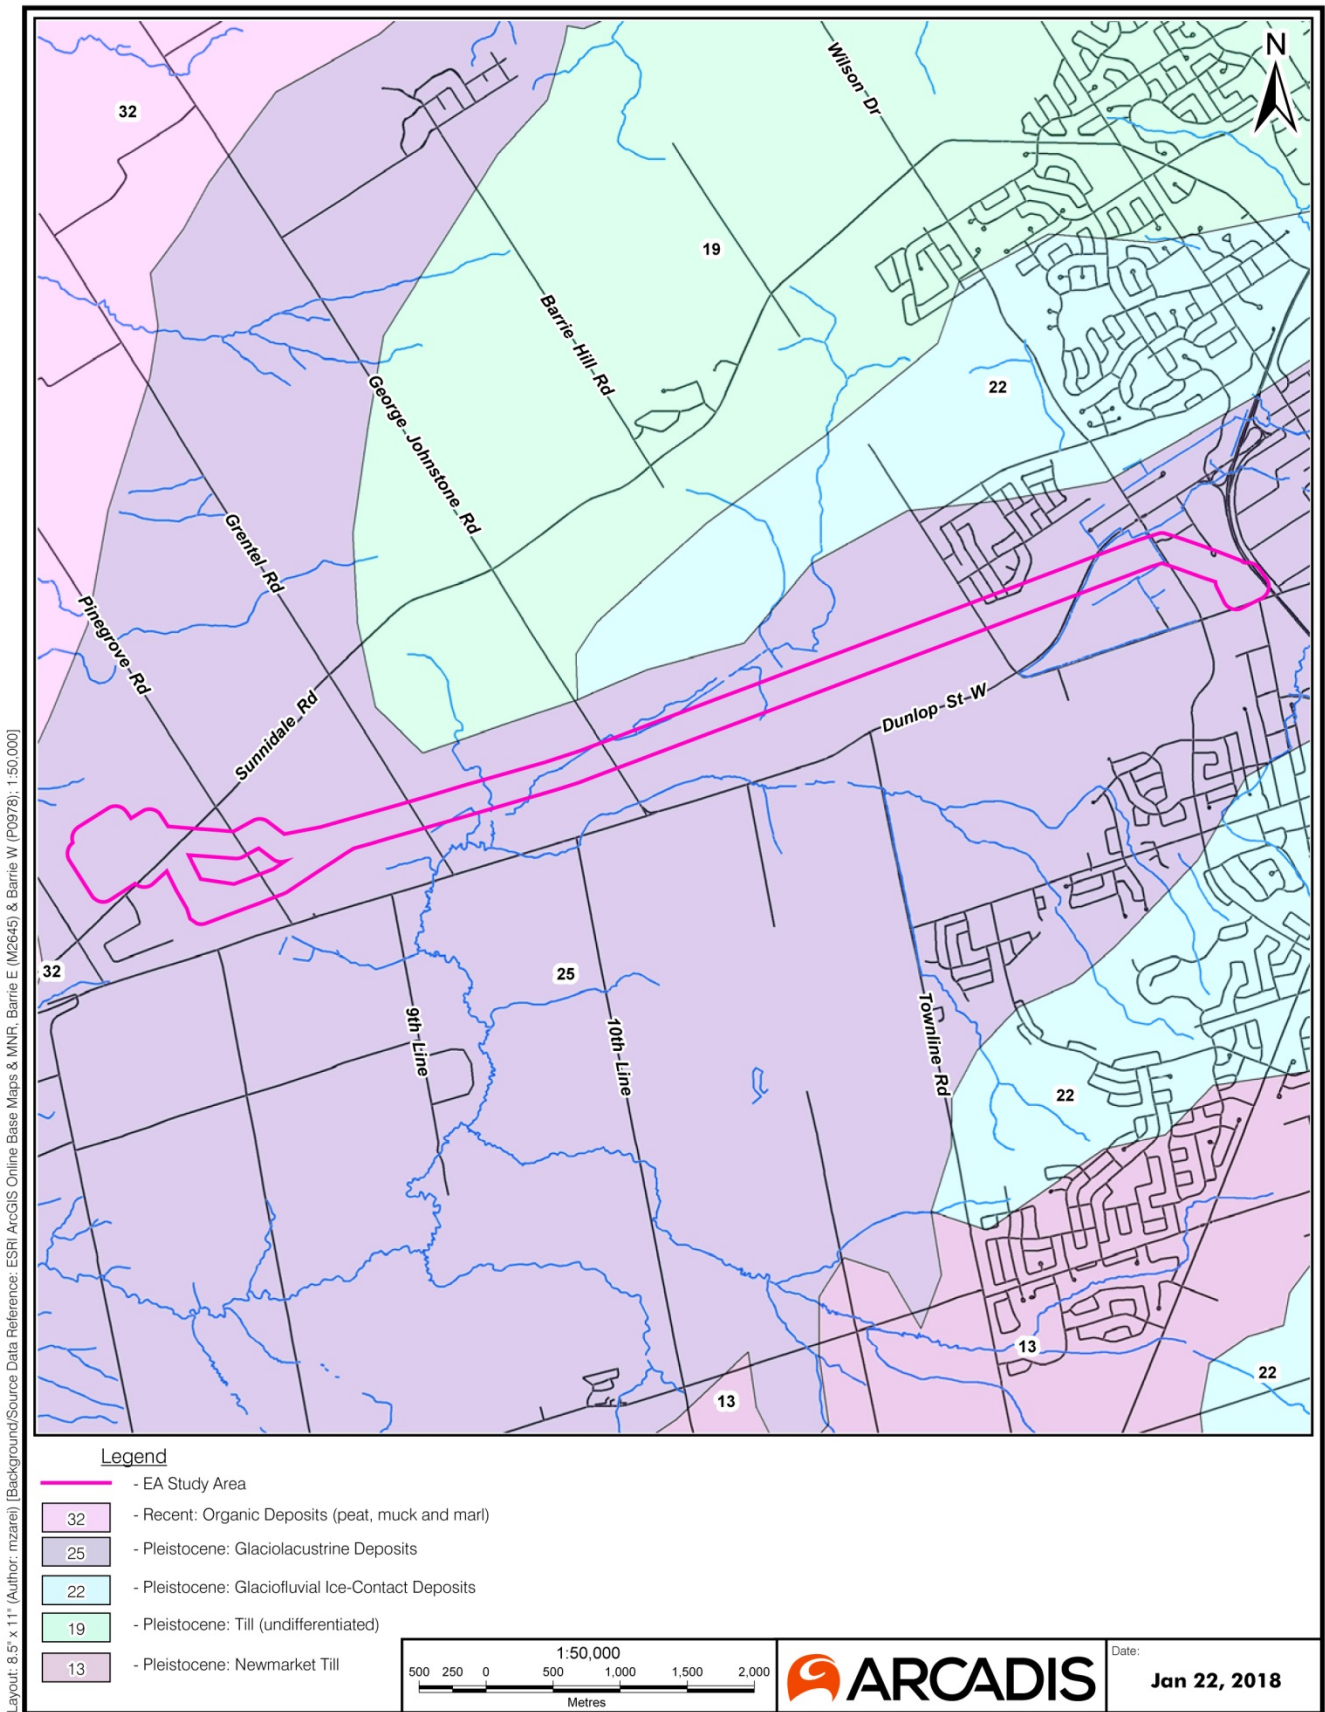 N
Wilson Dr
32
19
Barrie Hill Rd
22
George Johnstone Rd
Grentel Rd
Pinegrove Rd
Sunnidale Rd
Dunlop St W
32
25
9th Line
10th Line
Townline Rd
22
13
22
13
Layout: 8.5" x 11" (Author: mzarei) [Background/Source Data Reference: ESRI ArcGIS Online Base Maps & MNR, Barrie E (M2645) & Barrie W (P0978); 1:50,000]
Legend
- EA Study Area
32 - Recent: Organic Deposits (peat, muck and marl)
25 - Pleistocene: Glaciolacustrine Deposits
22 - Pleistocene: Glaciofluvial Ice-Contact Deposits
19 - Pleistocene: Till (undifferentiated)
13 - Pleistocene: Newmarket Till
1:50,000
500 250 0 500 1,000 1,500 2,000
Metres
ARCADIS
Date:
Jan 22, 2018